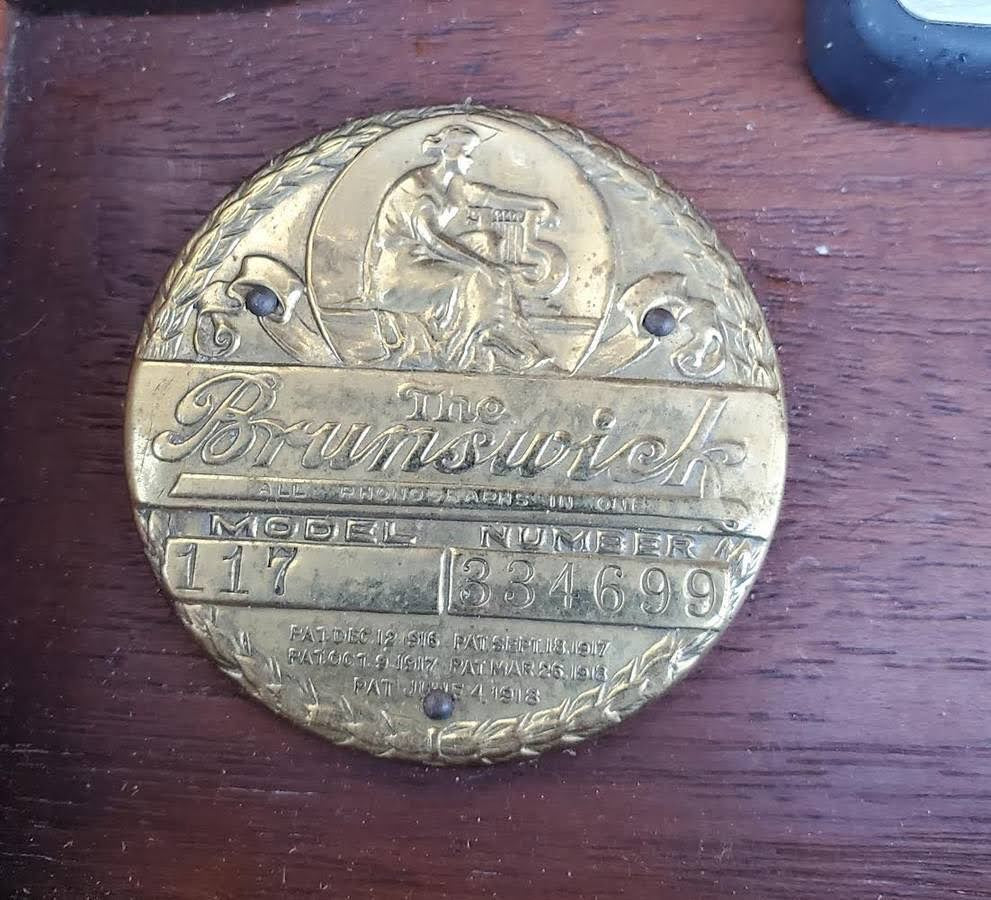 The
Brunswick
ALL PHONOGRAPHS IN ONE
MODEL NUMBER
117 334699
PAT. DEC. 12, 1916 PAT. SEPT. 18, 1917
PAT. OCT. 9, 1917 PAT. MAR. 26, 1918
PAT. JUNE 4, 1918